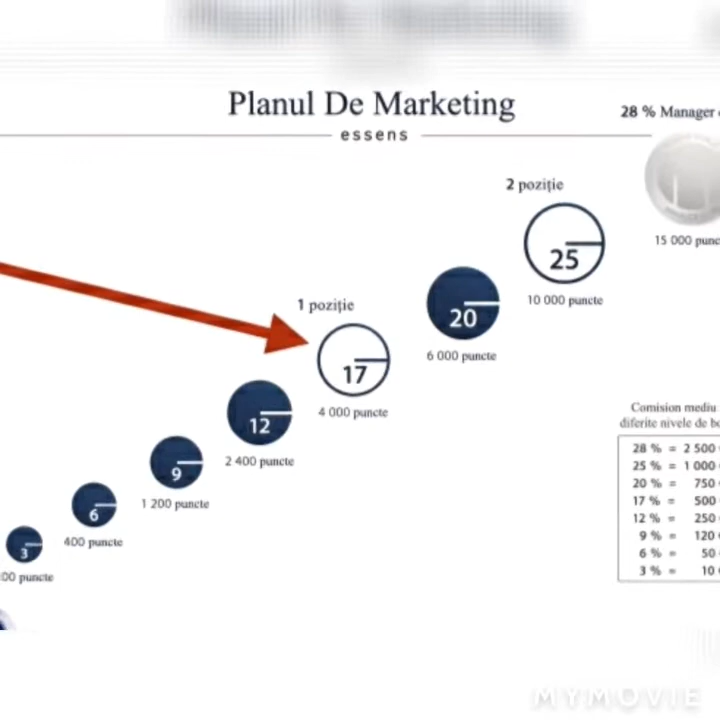 Planul De Marketing
essens
28 % Manager
15 000 punc
2 poziție
25
10 000 puncte
20
6 000 puncte
1 poziție
17
4 000 puncte
12
2 400 puncte
9
1 200 puncte
6
400 puncte
3
00 puncte
Comision mediu
diferite nivele de b
28 % = 2 500
25 % = 1 000
20 % = 750
17 % = 500
12 % = 250
9 % = 120
6 % = 50
3 % = 10
MYMOVIE